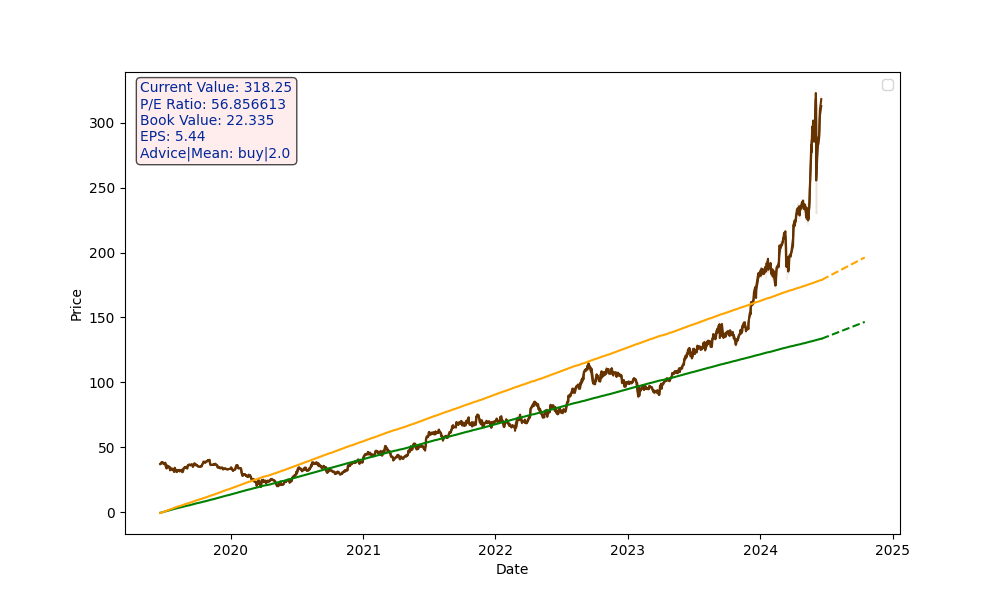 Current Value: 318.25
P/E Ratio: 56.856613
Book Value: 22.335
EPS: 5.44
Advice|Mean: buy|2.0
300
250
200
150
100
50
0
Price
2020 2021 2022 2023 2024 2025
Date